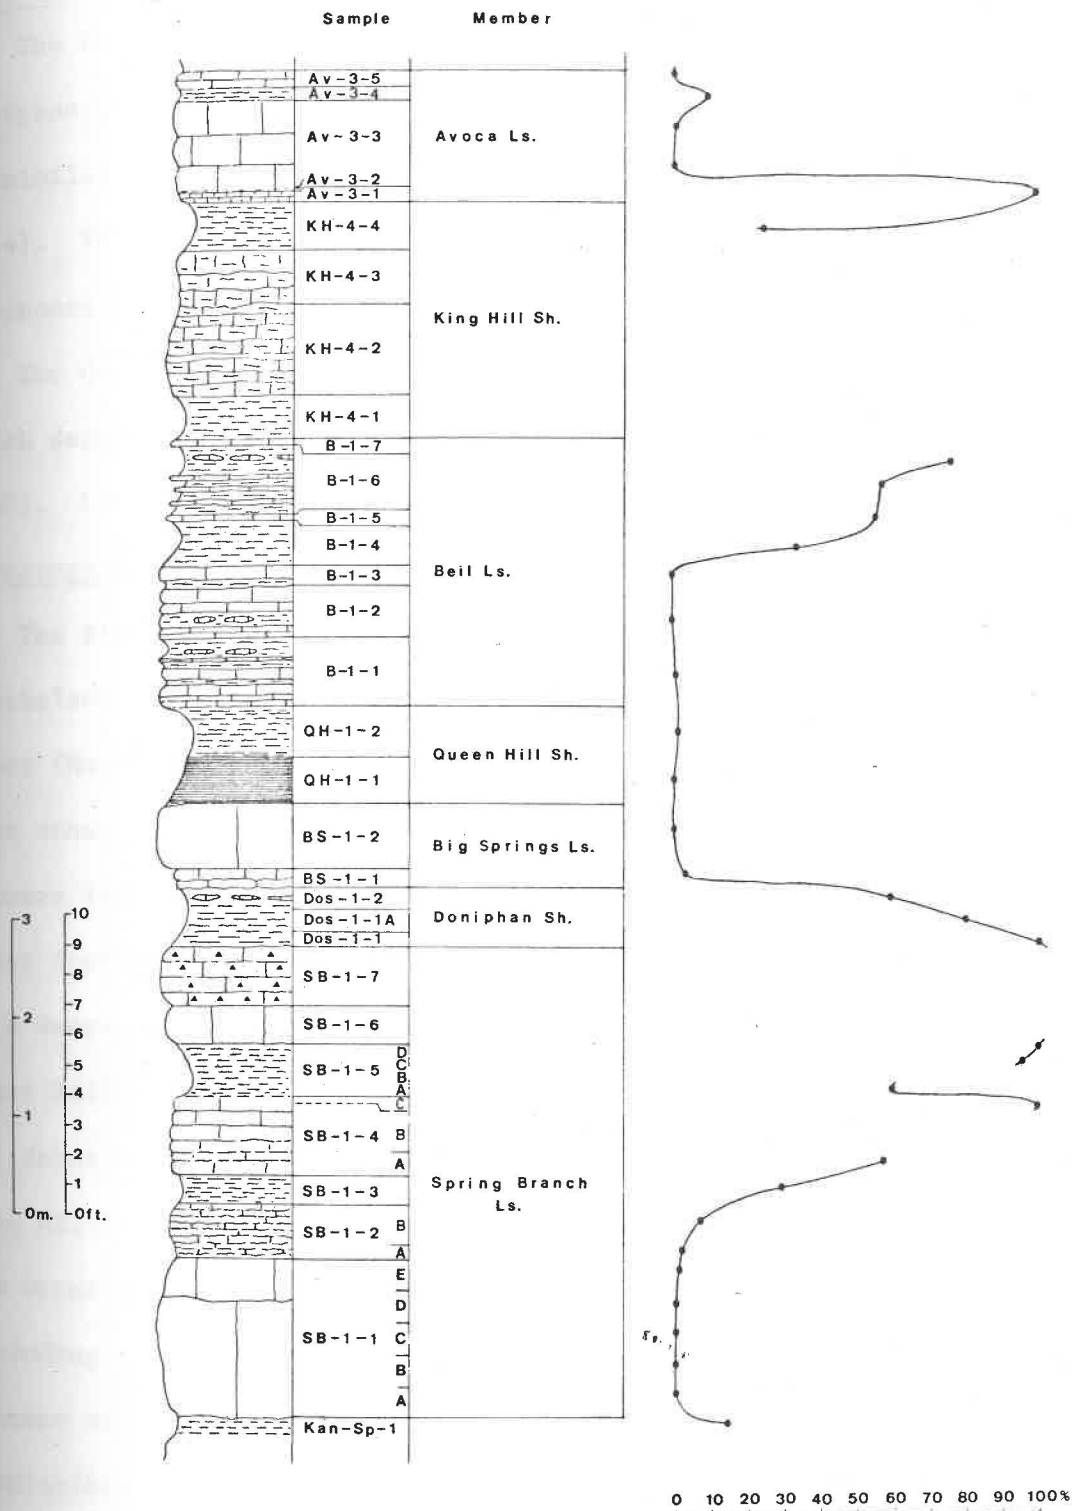 Sample Member
Av-3-5
Av-3-4
Av-3-3
Avoca Ls.
Av-3-2
Av-3-1
KH-4-4
KH-4-3
King Hill Sh.
KH-4-2
KH-4-1
B-1-7
B-1-6
B-1-5
B-1-4
Beil Ls.
B-1-3
B-1-2
B-1-1
QH-1-2
Queen Hill Sh.
QH-1-1
BS-1-2
Big Springs Ls.
BS-1-1
Dos-1-2
Dos-1-1A
Doniphan Sh.
Dos-1-1
SB-1-7
SB-1-6
SB-1-5
D
C
B
A
C
SB-1-4
B
A
SB-1-3
Spring Branch
Ls.
SB-1-2
B
A
E
D
SB-1-1
C
B
A
Kan-Sp-1
3
2
1
0m.
10
9
8
7
6
5
4
3
2
1
0ft.
0 10 20 30 40 50 60 70 80 90 100%
The
The
The